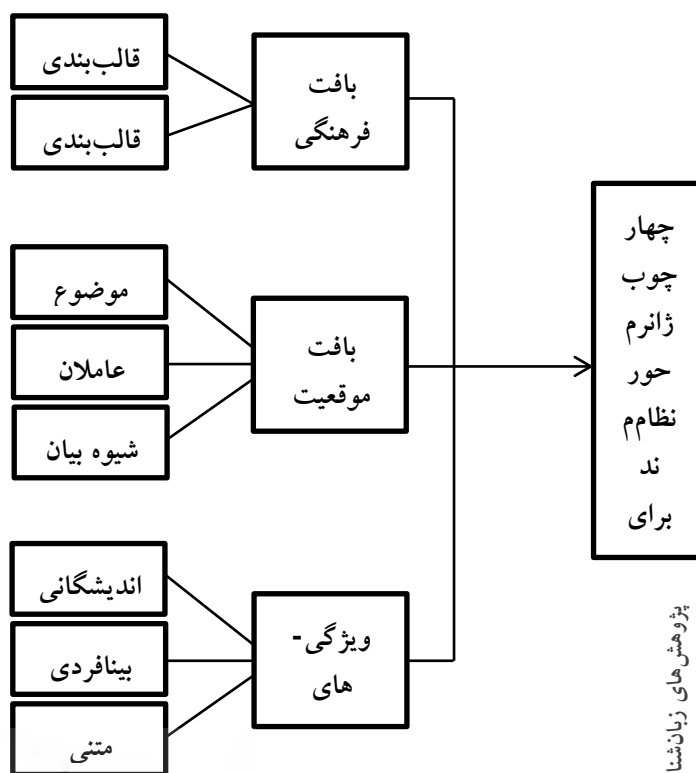 قالب‌بندی
قالب‌بندی
بافت
فرهنگی
موضوع
عاملان
شیوه بیان
بافت
موقعیت
اندیشگانی
بینافردی
متنی
ویژگی-
های
چهار
چوب
ژانرم
حور
نظامم
ند
برای
پژوهش‌های زبان‌شنا